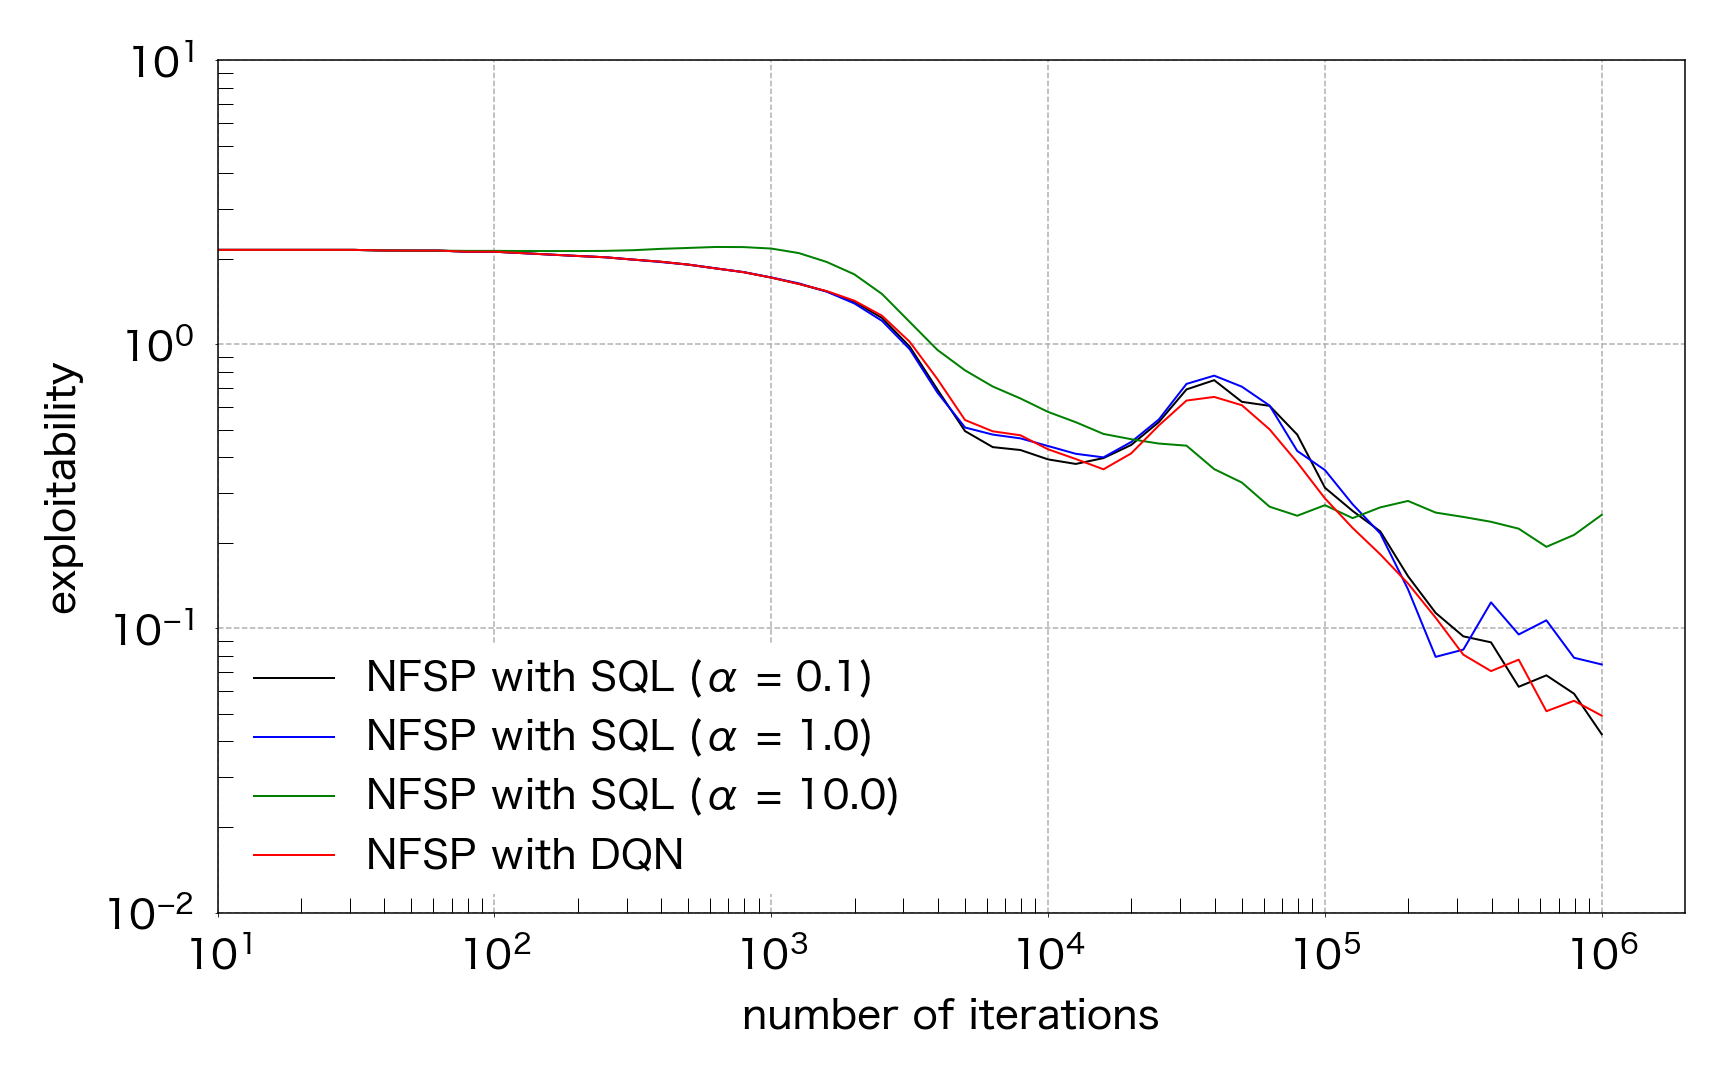 10¹
10⁰
10⁻¹
10⁻²
exploitability
NFSP with SQL (α = 0.1)
NFSP with SQL (α = 1.0)
NFSP with SQL (α = 10.0)
NFSP with DQN
10¹ 10² 10³ 10⁴ 10⁵ 10⁶
number of iterations